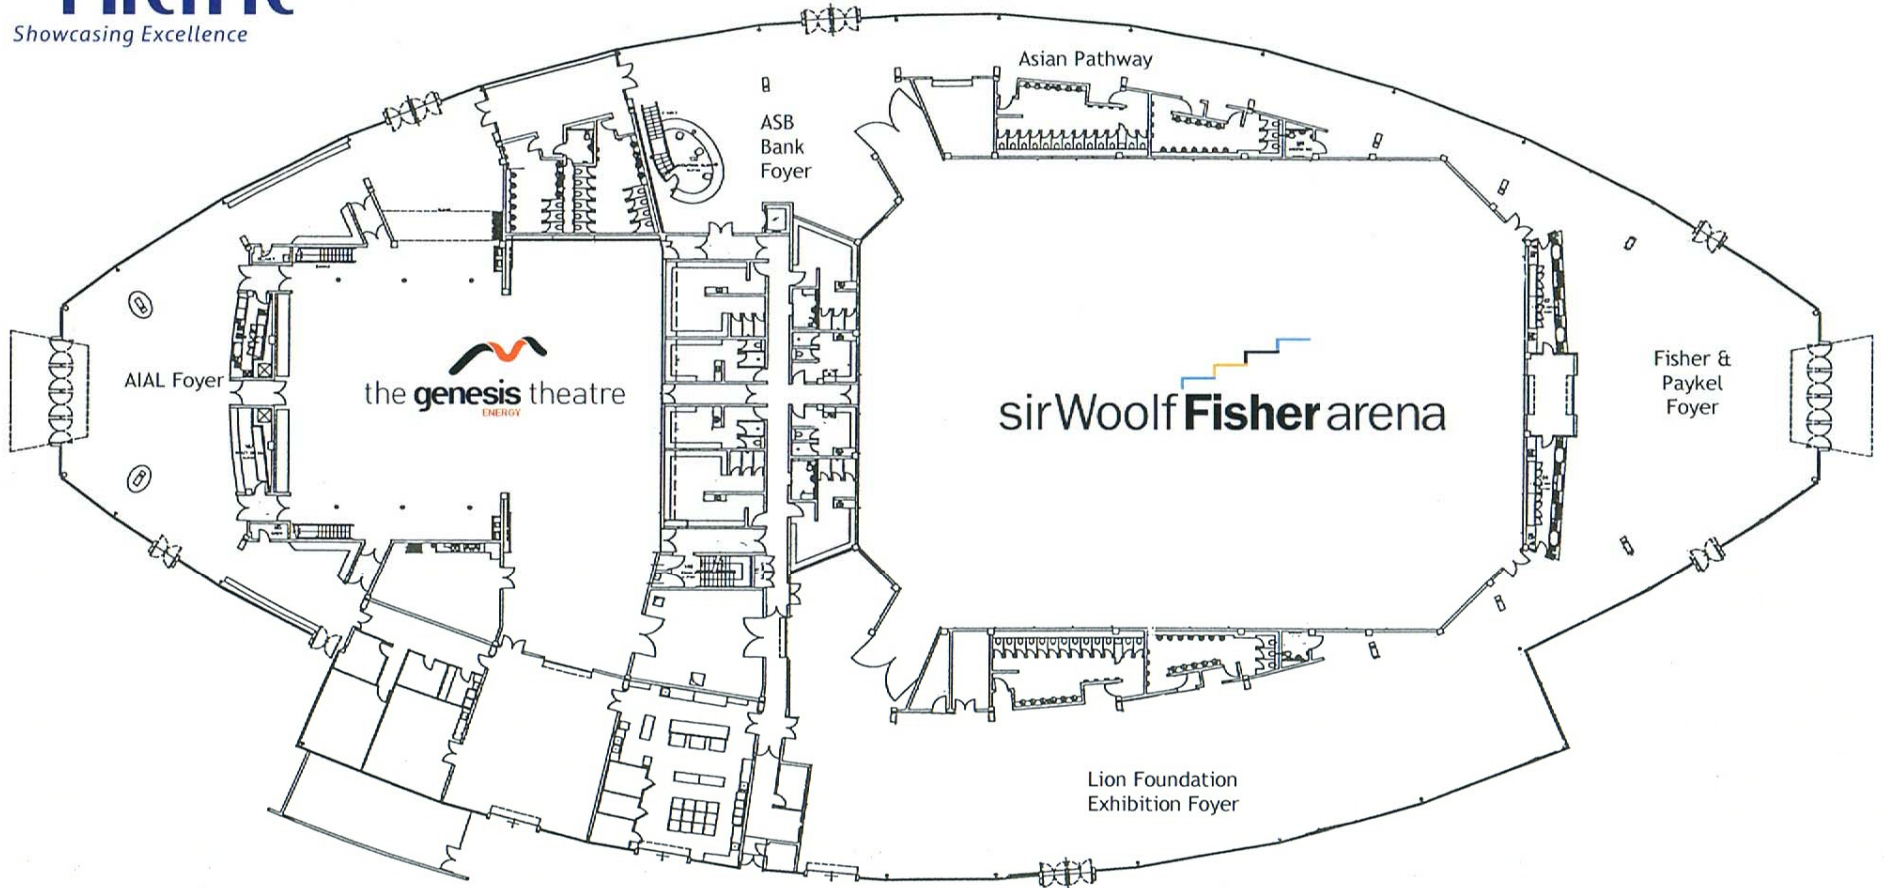 Showcasing Excellence
Asian Pathway
ASB
Bank
Foyer
AIAL Foyer
the genesis theatre
ENERGY
sirWoolf Fisher arena
Fisher &
Paykel
Foyer
Lion Foundation
Exhibition Foyer